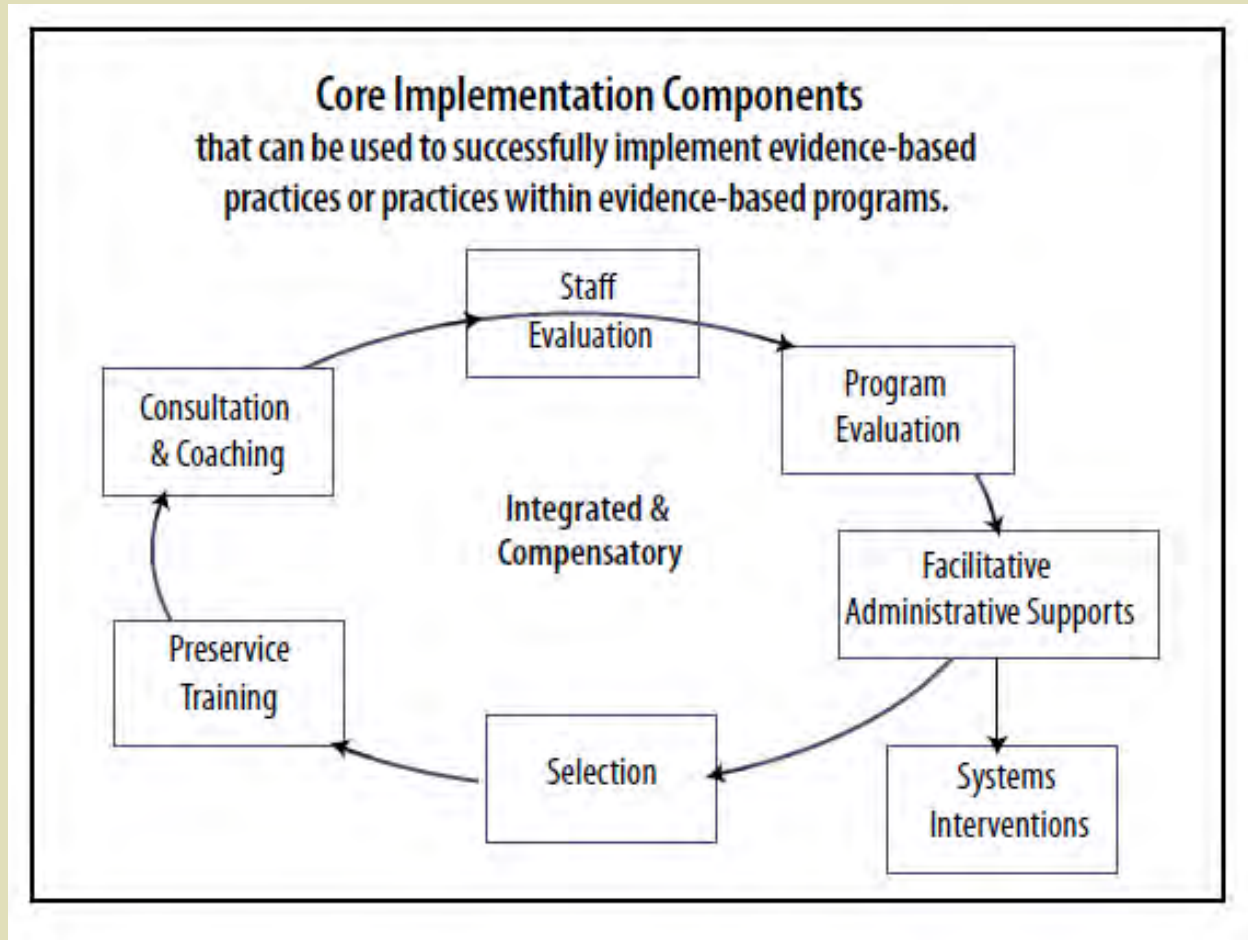 Core Implementation Components
that can be used to successfully implement evidence-based
practices or practices within evidence-based programs.
Staff
Evaluation
Program
Evaluation
Consultation
& Coaching
Integrated &
Compensatory
Facilitative
Administrative Supports
Preservice
Training
Selection
Systems
Interventions